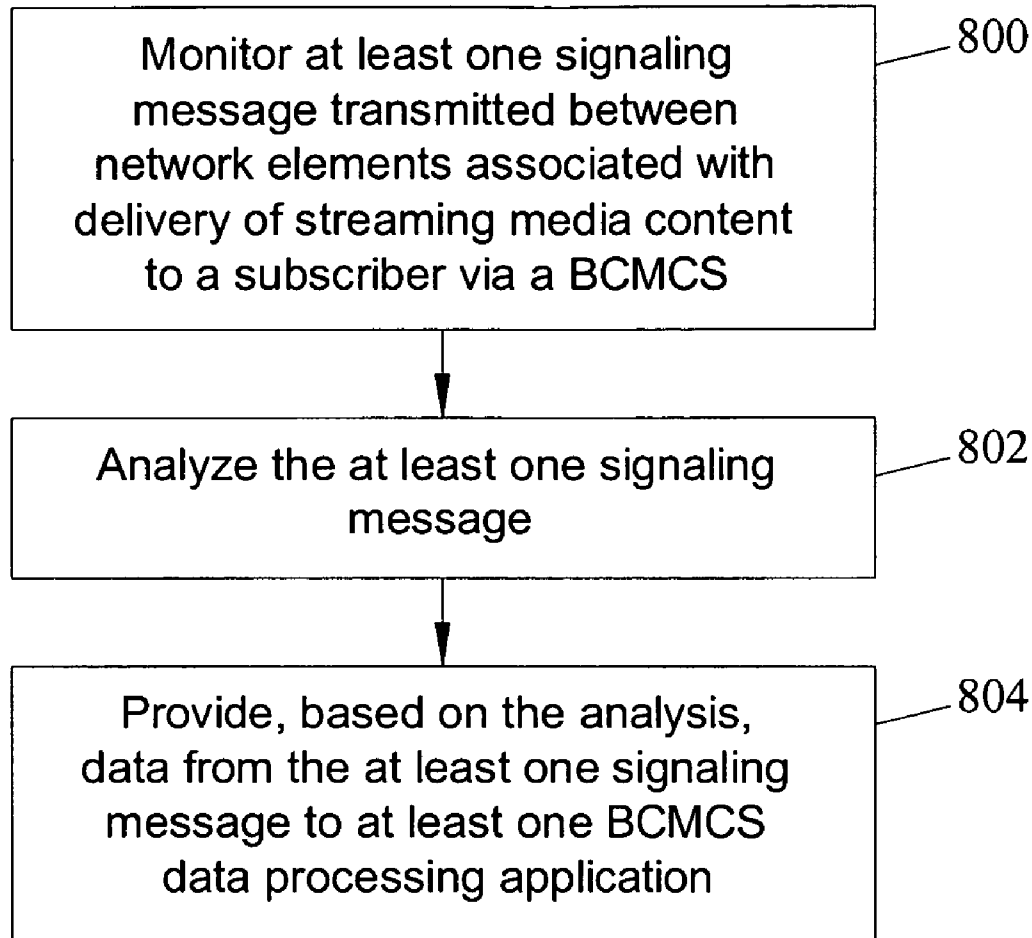 Monitor at least one signaling
message transmitted between
network elements associated with
delivery of streaming media content
to a subscriber via a BCMCS
800
Analyze the at least one signaling
message
802
Provide, based on the analysis,
data from the at least one signaling
message to at least one BCMCS
data processing application
804